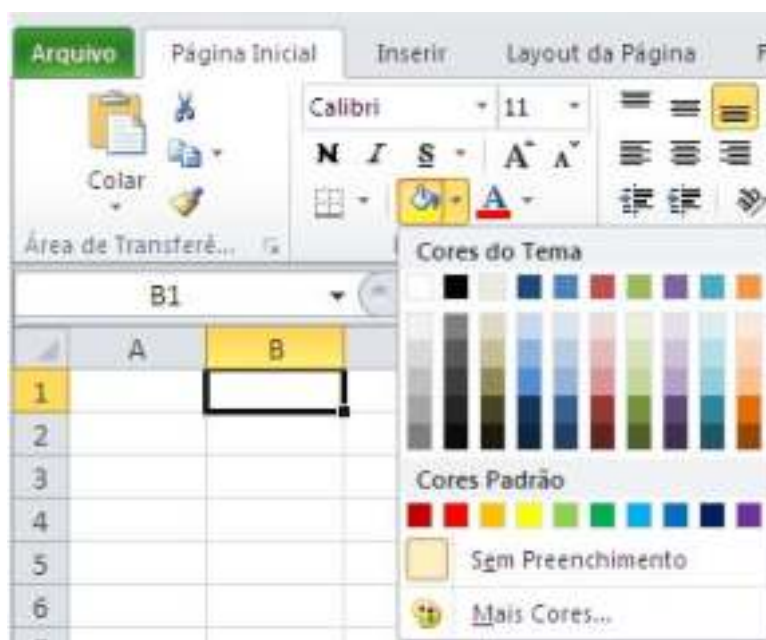 Arquivo Página Inicial Inserir Layout da Página F
Calibri 11
N I S A A
Colar
A
Área de Transferê...
Cores do Tema
B1
A B
1
2
3
Cores Padrão
4
5
Sem Preenchimento
6
Mais Cores...